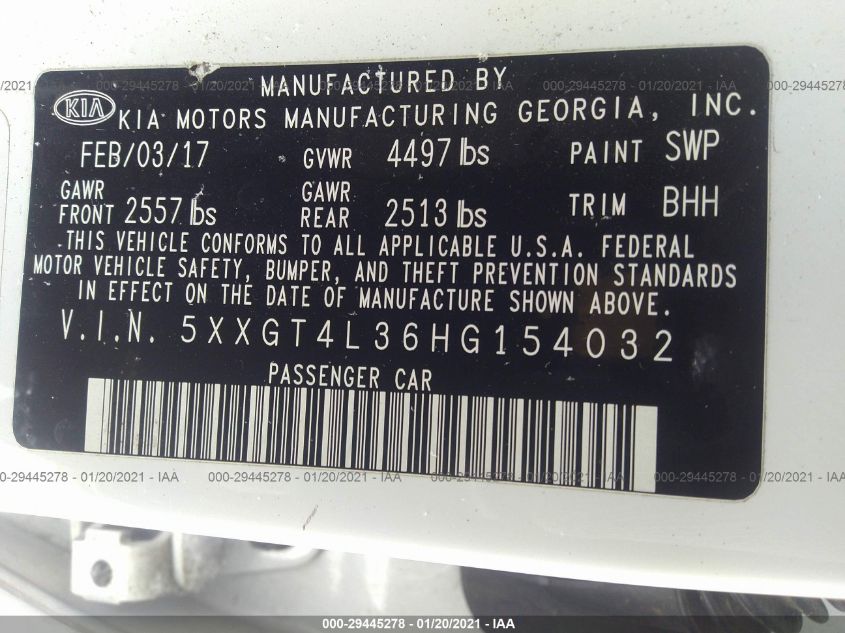 000-29445278 - 01/20/2021 - IAA
MANUFACTURED BY
KIA
KIA MOTORS MANUFACTURING GEORGIA, INC.
FEB/03/17 GVWR 4497 lbs PAINT SWP
GAWR FRONT 2557 lbs GAWR REAR 2513 lbs TRIM BHH
THIS VEHICLE CONFORMS TO ALL APPLICABLE U.S.A. FEDERAL
MOTOR VEHICLE SAFETY, BUMPER, AND THEFT PREVENTION STANDARDS
IN EFFECT ON THE DATE OF MANUFACTURE SHOWN ABOVE.
V.I.N. 5XXGT4L36HG154032
PASSENGER CAR
000-29445278 - 01/20/2021 - IAA
000-29445278 - 01/20/2021 - IAA